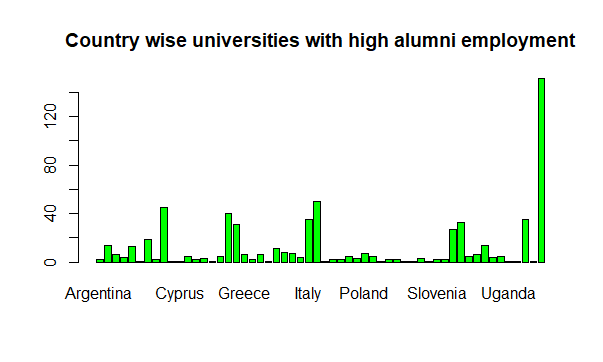 Country wise universities with high alumni employment
120
80
40
0
Argentina Cyprus Greece Italy Poland Slovenia Uganda